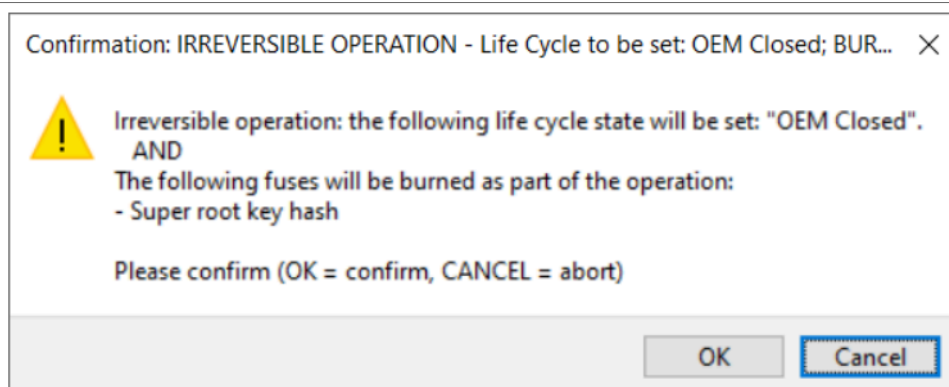 Confirmation: IRREVERSIBLE OPERATION - Life Cycle to be set: OEM Closed; BUR...
Irreversible operation: the following life cycle state will be set: "OEM Closed".
AND
The following fuses will be burned as part of the operation:
- Super root key hash
Please confirm (OK = confirm, CANCEL = abort)
OK Cancel